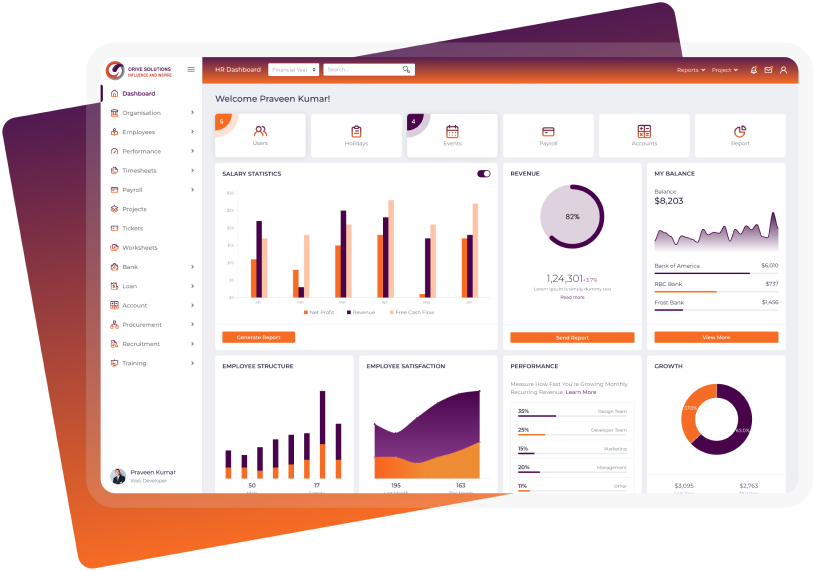 ORIVE SOLUTIONS
INFLUENCE AND INSPIRE
HR Dashboard
Financial Year
Search...
Reports
Project
Dashboard
Organisation
Employees
Performance
Timesheets
Payroll
Projects
Tickets
Worksheets
Bank
Loan
Account
Procurement
Recruitment
Training
Praveen Kumar
Web Developer
Welcome Praveen Kumar!
5
Users
Holidays
4
Events
Payroll
Accounts
Report
SALARY STATISTICS
Net Profit
Revenue
Free Cash Flow
Generate Report
REVENUE
82%
1,24,301 +3.7%
Lorem ipsum is simply dummy text
Read more
Send Report
MY BALANCE
Balance
$8,203
Bank of America $6,010
RBC Bank $737
Frost Bank $1,456
View More
EMPLOYEE STRUCTURE
50
17
EMPLOYEE SATISFACTION
195
163
PERFORMANCE
Measure How Fast You're Growing Monthly
Recurring Revenue. Learn More
35% Design Team
25% Developer Team
15% Marketing
20% Management
11% Other
GROWTH
37.0%
63.0%
$3,095
$2,763